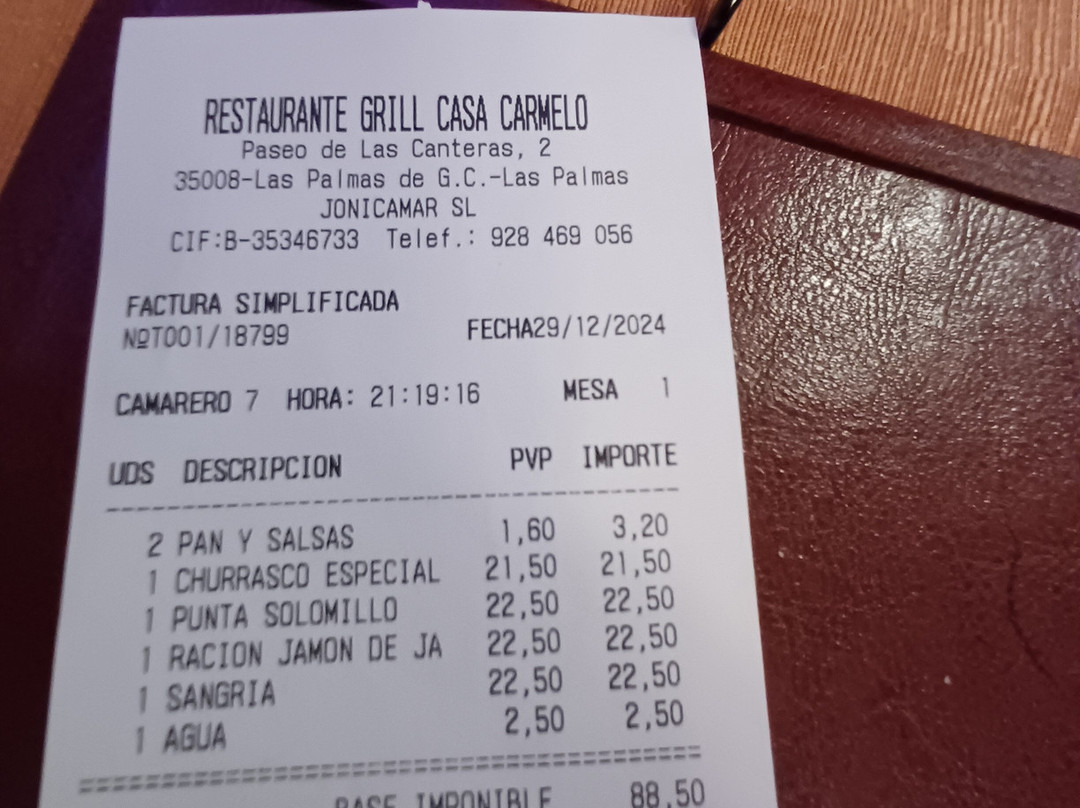 RESTAURANTE GRILL CASA CARMELO
Paseo de Las Canteras, 2
35008-Las Palmas de G.C.-Las Palmas
JONICAMAR SL
CIF:B-35346733 Telef.: 928 469 056
FACTURA SIMPLIFICADA
NºT001/18799 FECHA29/12/2024
CAMARERO 7 HORA: 21:19:16 MESA 1
UDS DESCRIPCION PVP IMPORTE
2 PAN Y SALSAS 1,60 3,20
1 CHURRASCO ESPECIAL 21,50 21,50
1 PUNTA SOLOMILLO 22,50 22,50
1 RACION JAMON DE JA 22,50 22,50
1 SANGRIA 22,50 22,50
1 AGUA 2,50 2,50
BASE IMPONIBLE 88,50